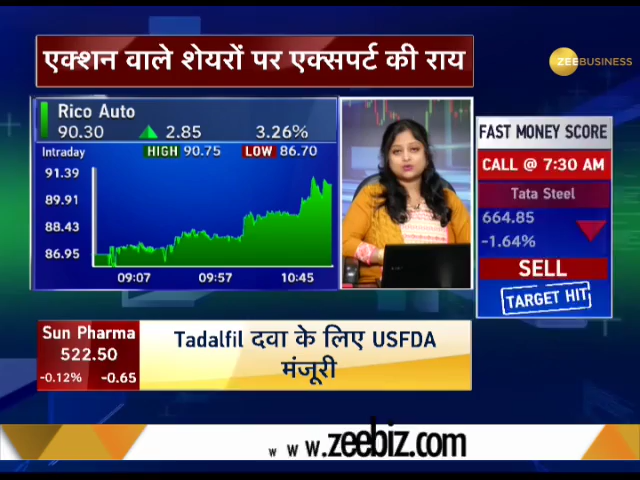 एक्शन वाले शेयरों पर एक्सपर्ट की राय
ZEEBUSINESS
Rico Auto
90.30 2.85 3.26%
Intraday HIGH 90.75 LOW 86.70
91.39
89.91
88.43
86.95
09:07 09:57 10:45
FAST MONEY SCORE
CALL @ 7:30 AM
Tata Steel
664.85
-1.64%
SELL
TARGET HIT
Sun Pharma
522.50
-0.12% -0.65
Tadalfil दवा के लिए USFDA
मंजूरी
w www.zeebiz.com